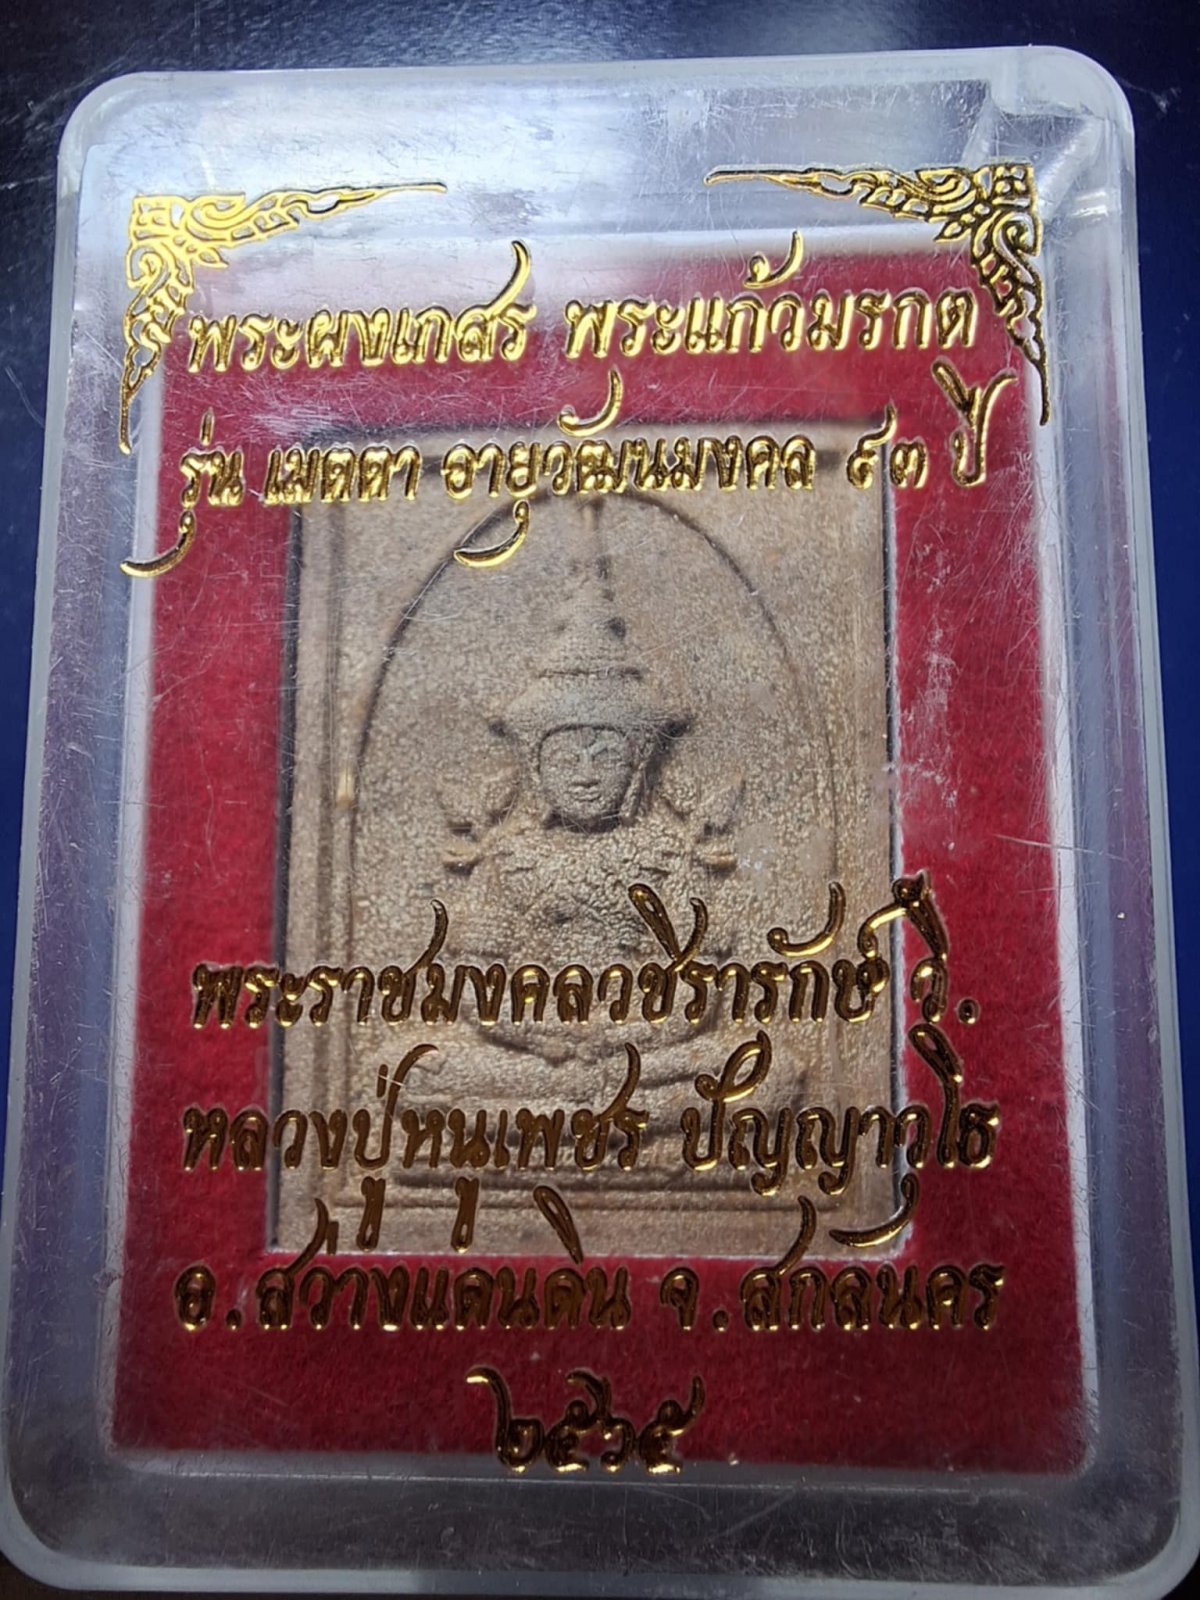 พระผงเกสร พระแก้วมรกต
รุ่น เมตตา อายุวัฒนมงคล ๙๓ ปี
พระราชมงคลวชิรารักษ์ วิ.
หลวงปู่หนูเพชร ปัญญาวุโธ
อ.สว่างแดนดิน จ.สกลนคร
๒๕๖๕